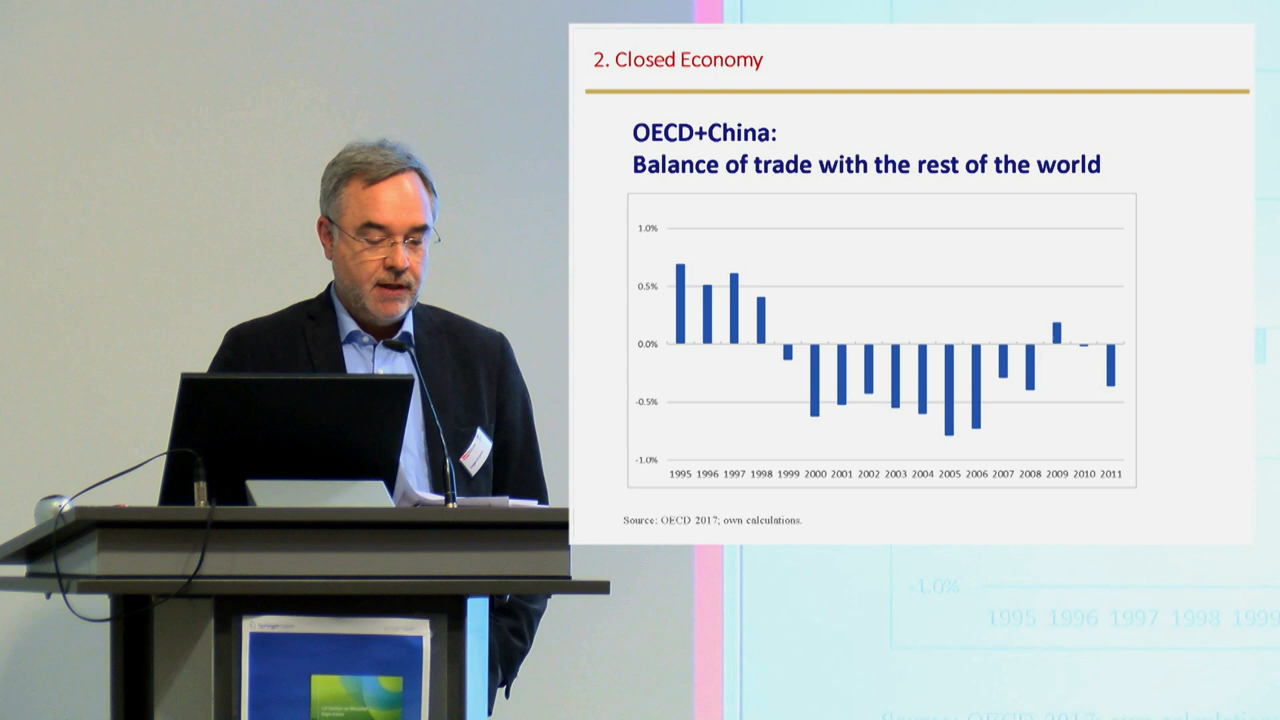 2. Closed Economy
OECD+China:
Balance of trade with the rest of the world
1.0%
0.5%
0.0%
-0.5%
-1.0%
1995 1996 1997 1998 1999 2000 2001 2002 2003 2004 2005 2006 2007 2008 2009 2010 2011
Source: OECD 2017; own calculations.
-1.0%
1995 1996 1997 1998 1999
Springer